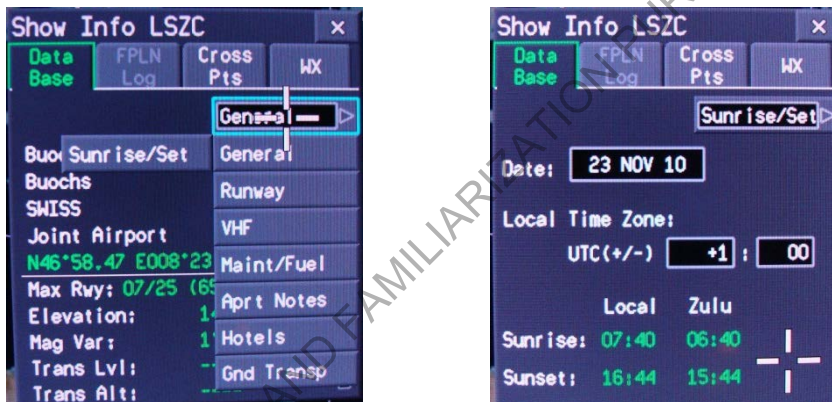 Show Info LSZC ×
Data Base
FPLN Log
Cross Pts
WX
General
Sunrise/Set
General
Buochs
Runway
SWISS
VHF
Joint Airport
N46°58.47 E008°23
Maint/Fuel
Max Rwy: 07/25
Aprt Notes
Elevation:
Mag Var:
Hotels
Trans Lvl:
Gnd Transp
Trans Alt:
Show Info LSZC ×
Data Base
FPLN Log
Cross Pts
WX
Sunrise/Set
Date: 23 NOV 10
Local Time Zone:
UTC(+/-) +1 : 00
Local Zulu
Sunrise: 07:40 06:40
Sunset: 16:44 15:44
AND FAMILIARIZATION